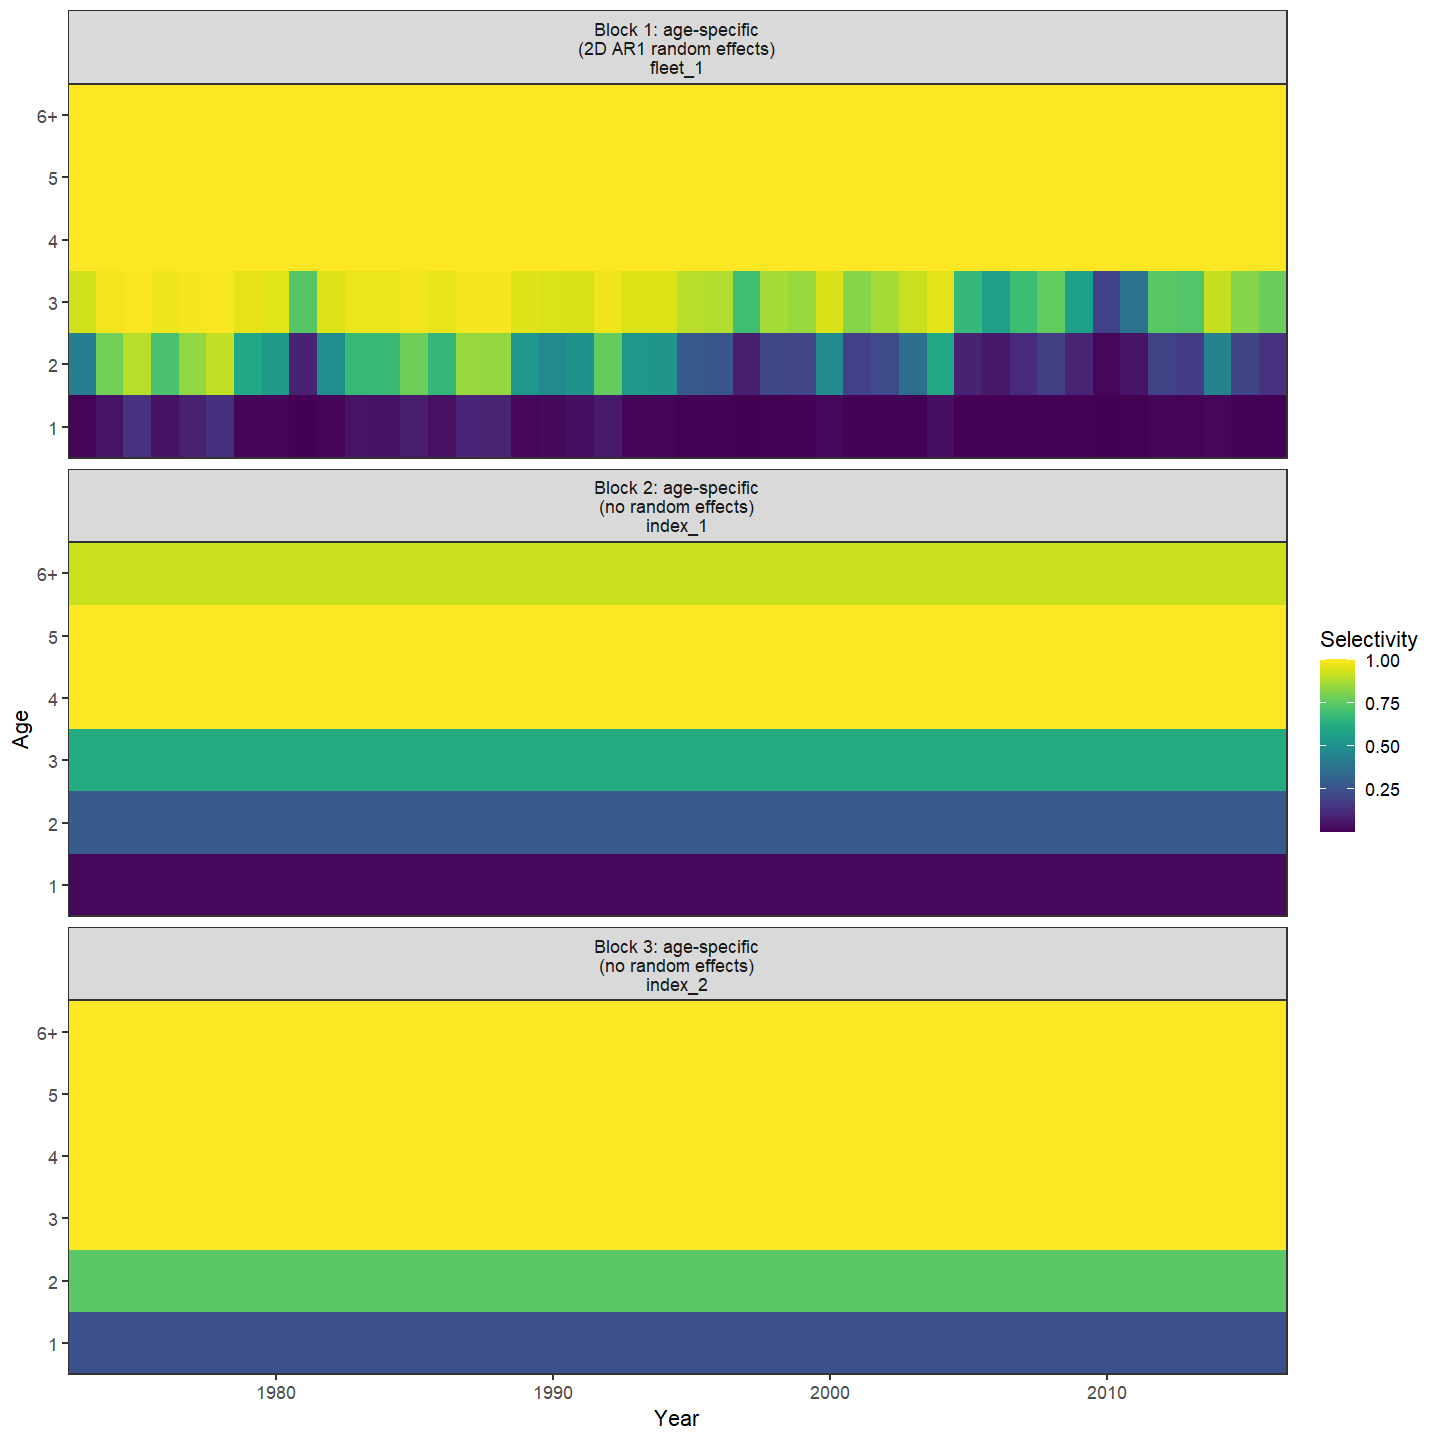 Block 1: age-specific
(2D AR1 random effects)
fleet_1
6+
5
4
3
2
1
Block 2: age-specific
(no random effects)
index_1
6+
5
4
3
2
1
Block 3: age-specific
(no random effects)
index_2
6+
5
4
3
2
1
1980
1990
2000
2010
Year
Age
Selectivity
1.00
0.75
0.50
0.25